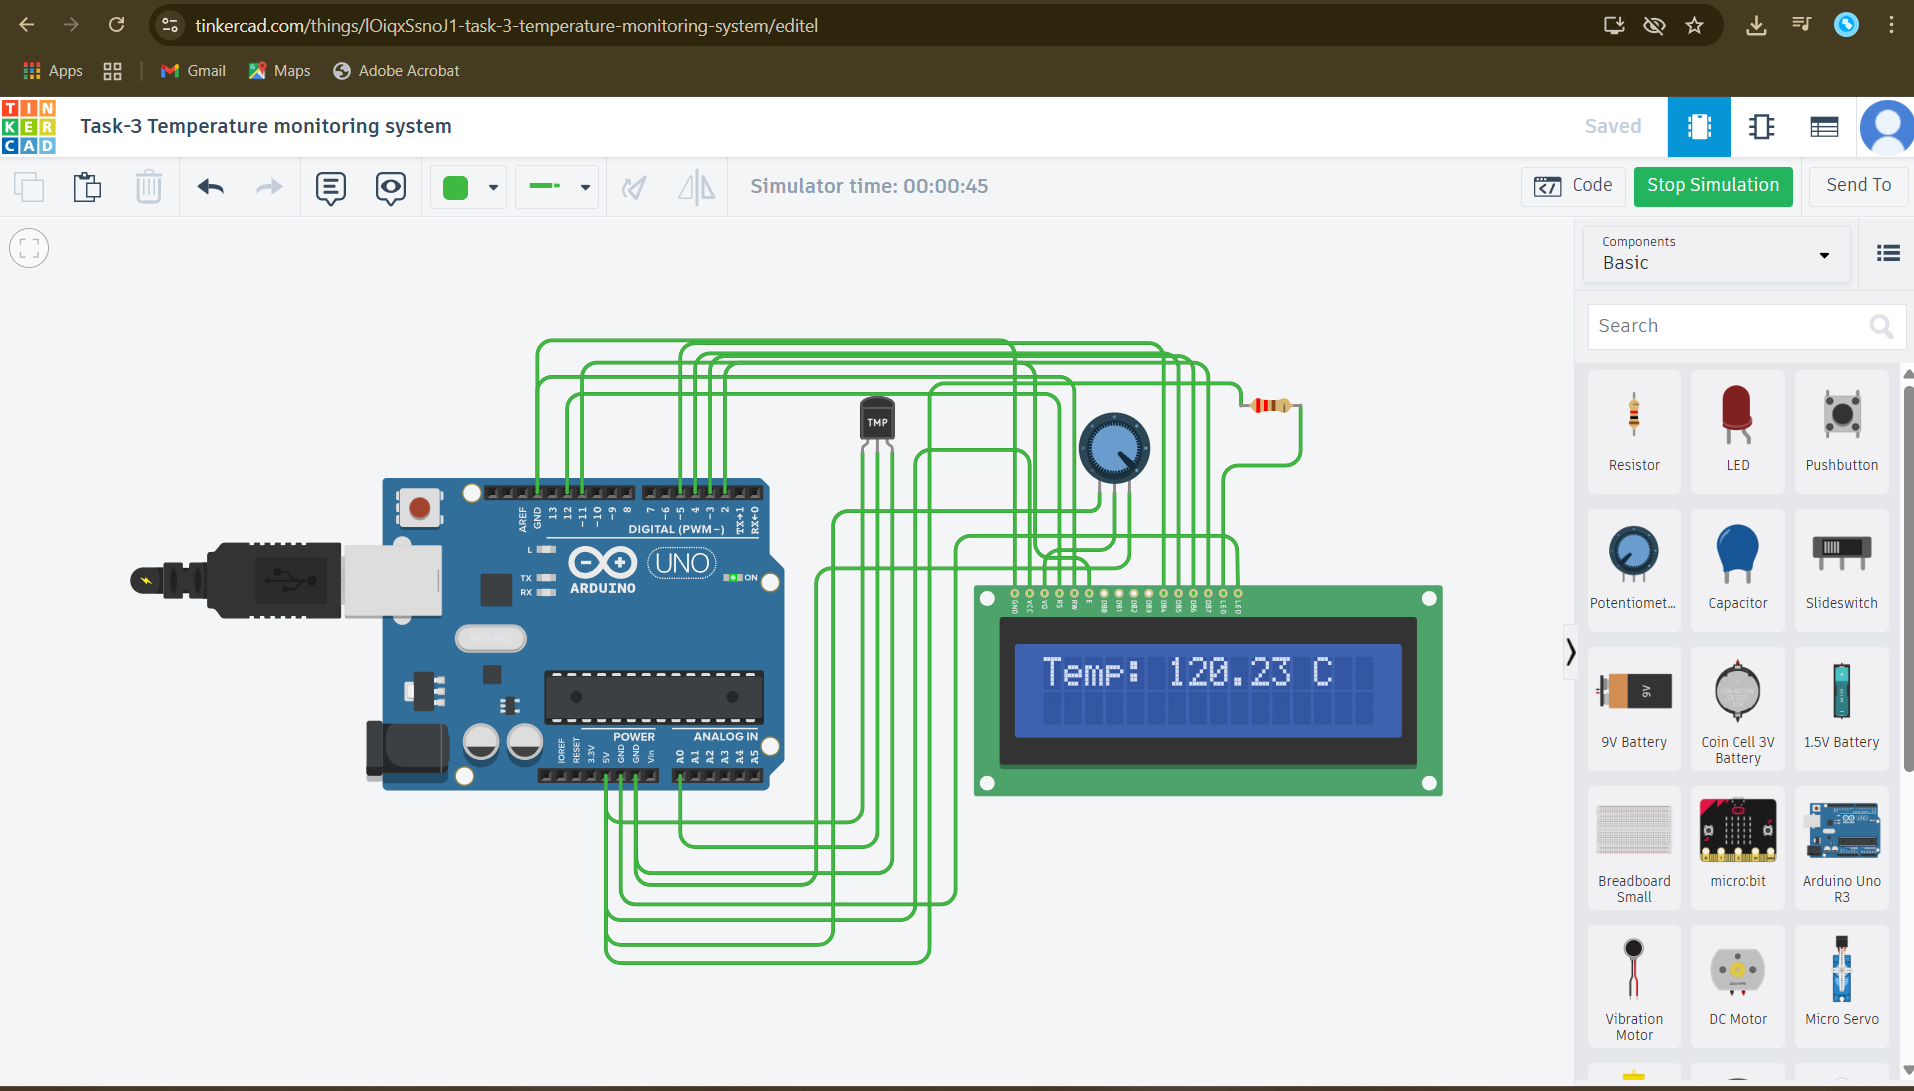 tinkercad.com/things/lOiqxSsnoJ1-task-3-temperature-monitoring-system/editel
Apps
Gmail
Maps
Adobe Acrobat
TIN
KER
CAD
Task-3 Temperature monitoring system
Saved
Simulator time: 00:00:45
Code
Stop Simulation
Send To
Components
Basic
Search
Resistor
LED
Pushbutton
Potentiomet...
Capacitor
Slideswitch
9V
9V Battery
Coin Cell 3V
Battery
1.5V Battery
Breadboard
Small
micro:bit
Arduino Uno
R3
Vibration
Motor
DC Motor
Micro Servo
TMP
AREF
GND
13
12
~11
~10
~9
8
7
~6
~5
4
~3
2
TX→1
RX←0
DIGITAL (PWM~)
L
TX
RX
ARDUINO
UNO
ON
IOREF
RESET
3.3V
5V
GND
GND
Vin
POWER
ANALOG IN
A0
A1
A2
A3
A4
A5
GND
VCC
VO
RS
RW
E
DB0
DB1
DB2
DB3
DB4
DB5
DB6
DB7
LED
LED
Temp: 120.23 C